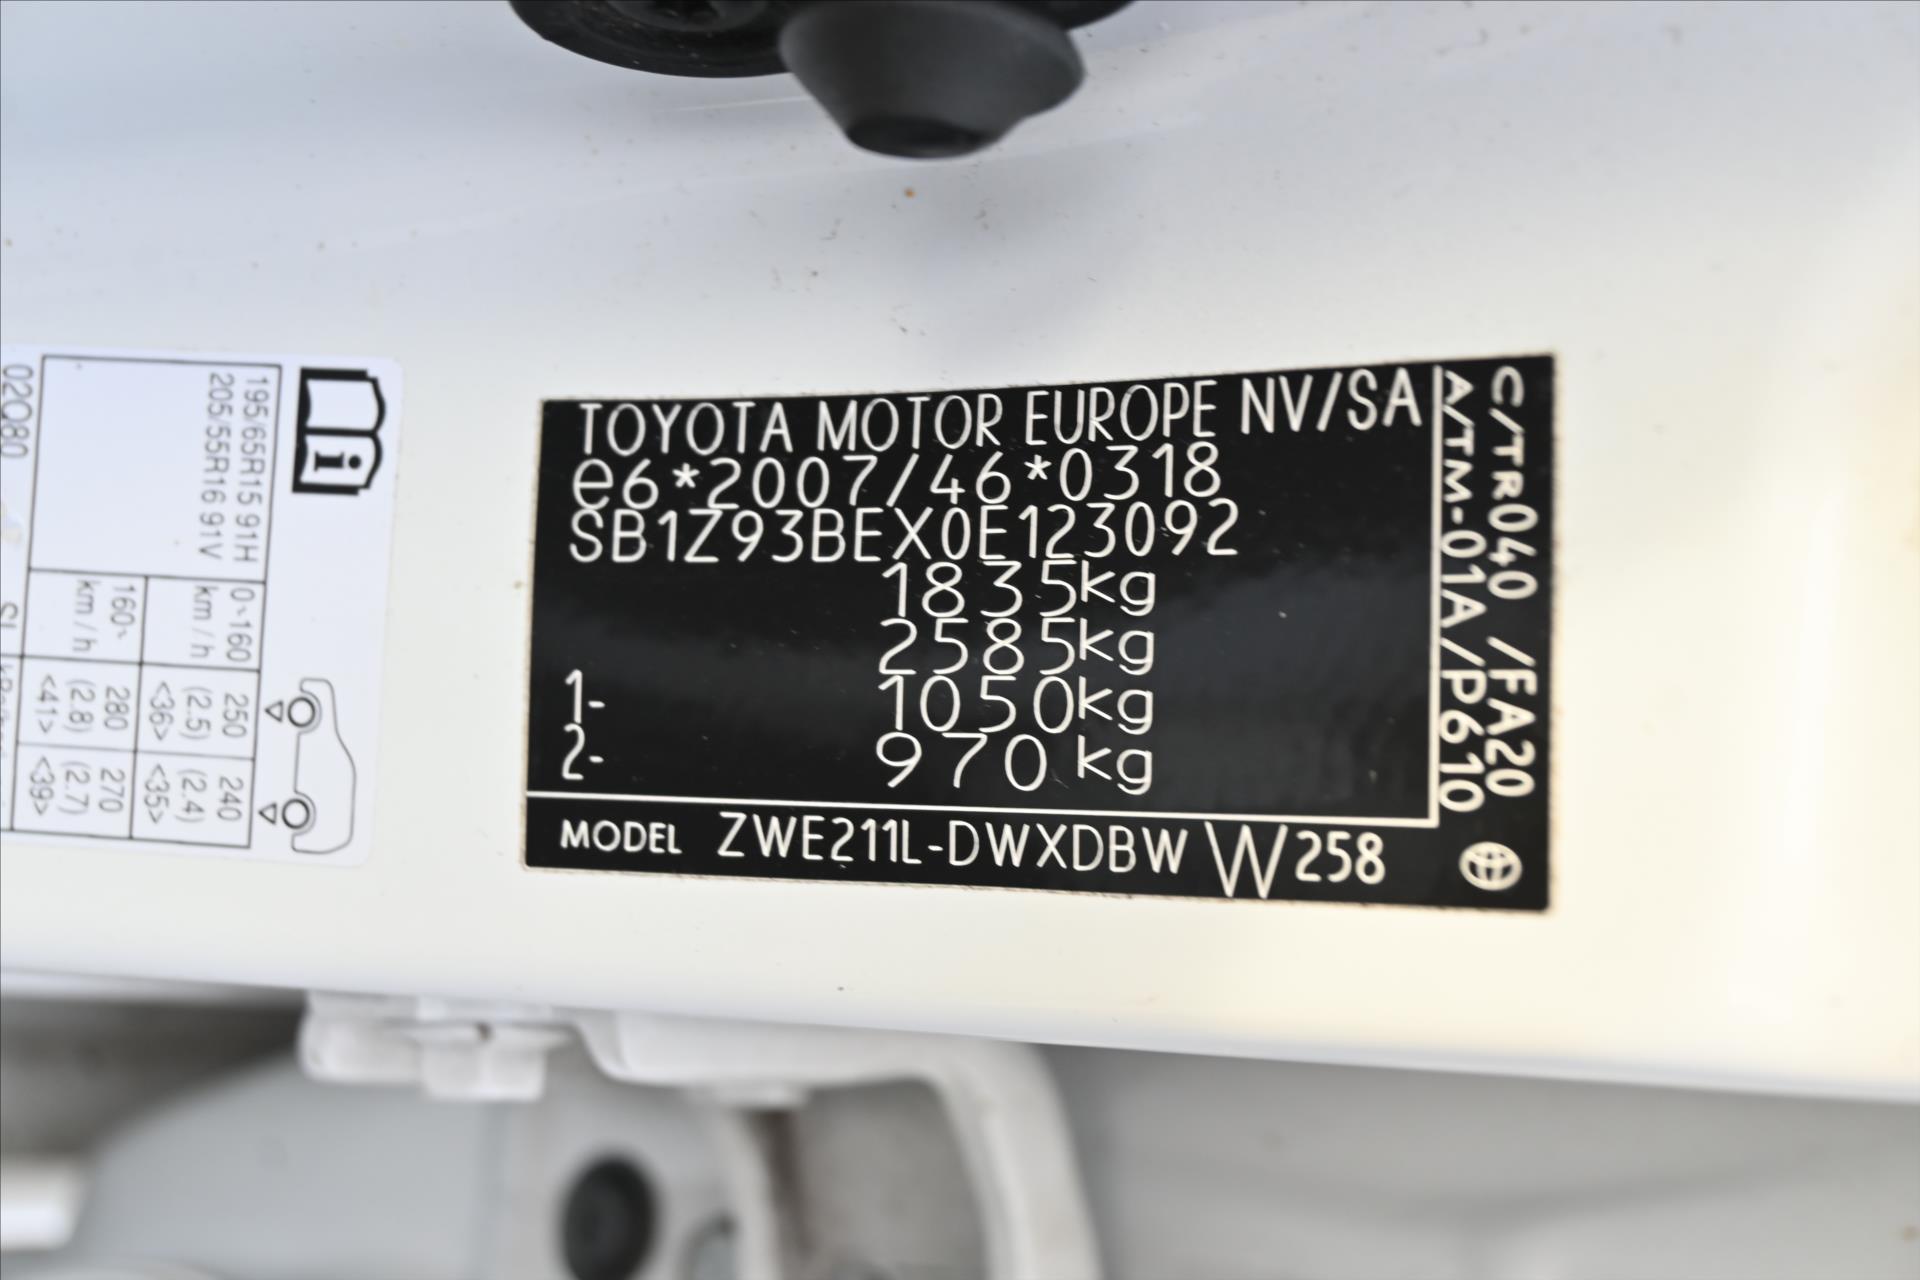 TOYOTA MOTOR EUROPE NV/SA
e6*2007/46*0318
SB1Z93BEX0E123092
1835kg
2585kg
1- 1050kg
2- 970 kg
MODEL ZWE211L-DWXDBW W258
C/TR040 /FA20
A/TM-01A/P610
195/65R15 91H
205/55R16 91V
0~160 km/h
250 (2.5) <36>
240 (2.4) <35>
160~ km/h
280 (2.8) <41>
270 (2.7) <39>
02Q80